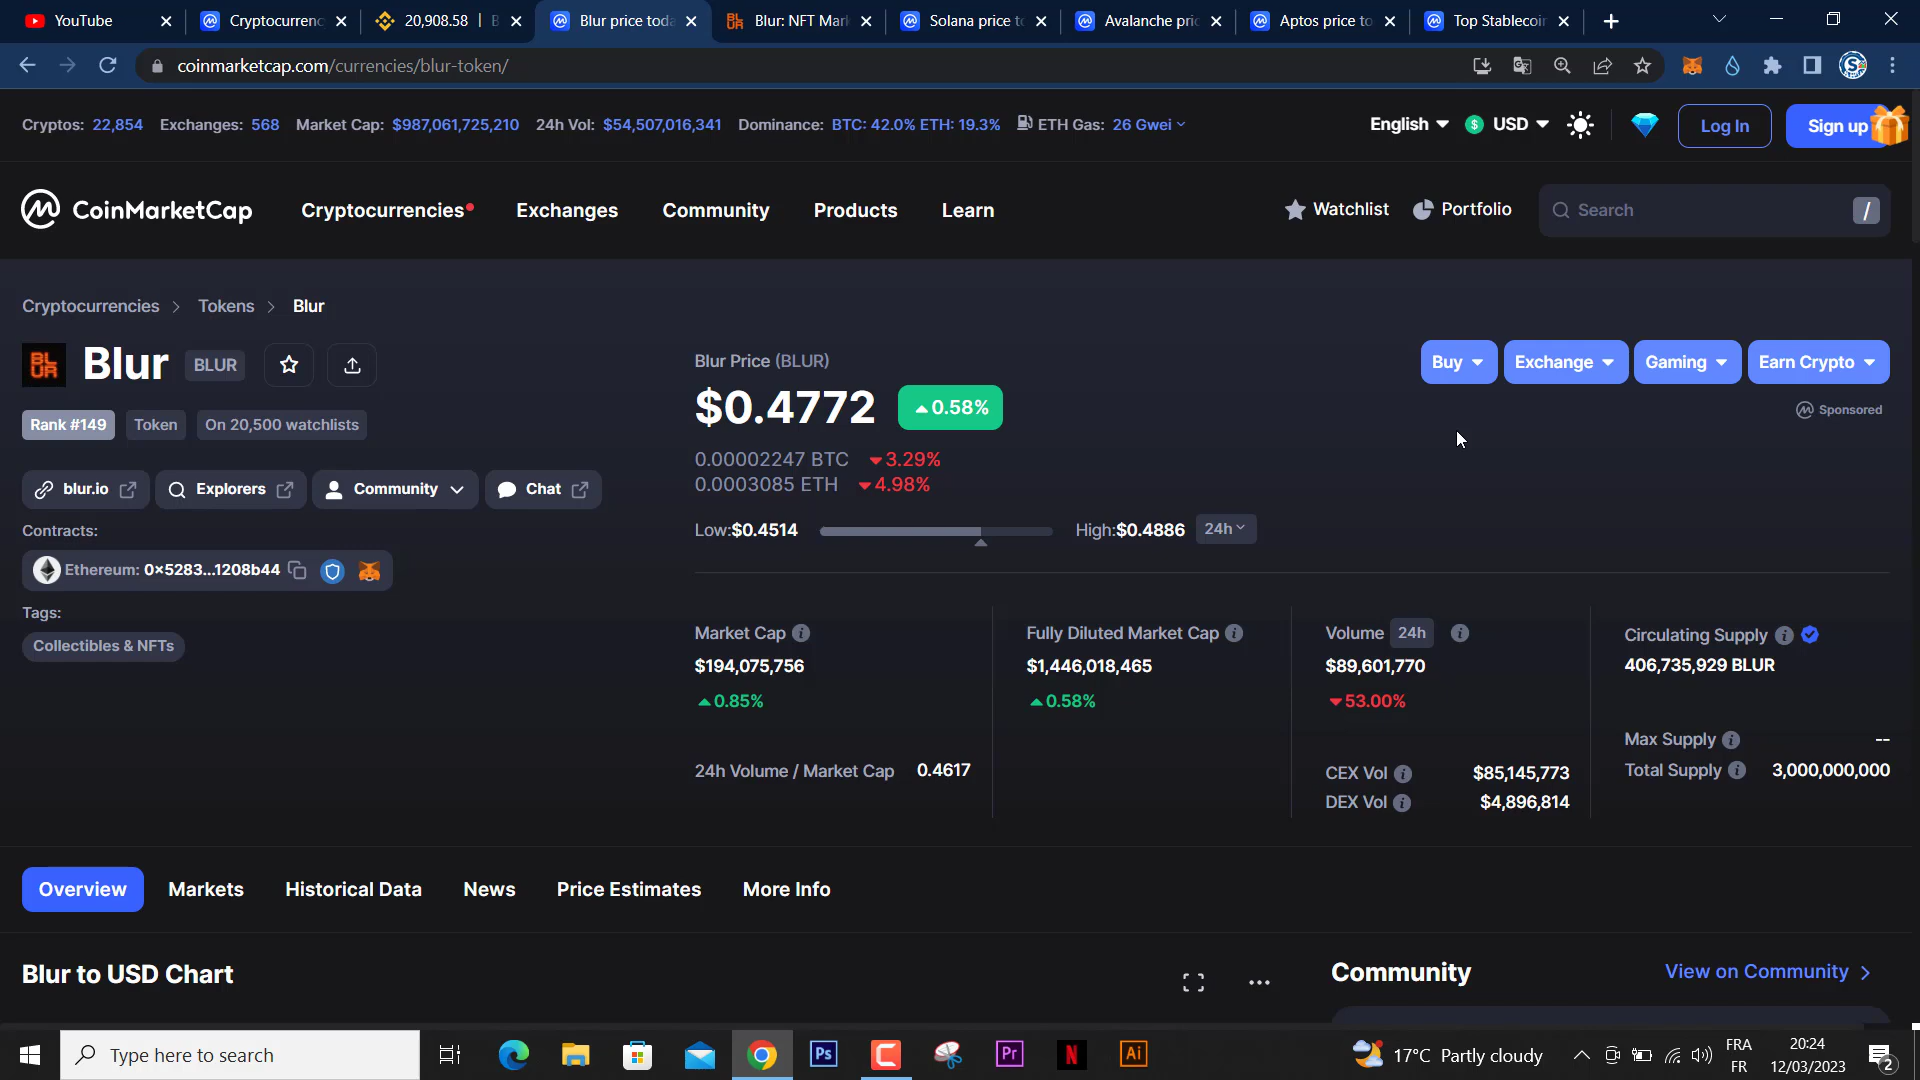 YouTube
Cryptocurrenc
20,908.58 | B
Blur price toda
Blur: NFT Mark
Solana price to
Avalanche pric
Aptos price to
Top Stablecoin
coinmarketcap.com/currencies/blur-token/
Cryptos: 22,854 Exchanges: 568 Market Cap: $987,061,725,210 24h Vol: $54,507,016,341 Dominance: BTC: 42.0% ETH: 19.3% ETH Gas: 26 Gwei
English
USD
Log In
Sign up
CoinMarketCap
Cryptocurrencies
Exchanges
Community
Products
Learn
Watchlist
Portfolio
Search
/
Cryptocurrencies > Tokens > Blur
BL
UR
Blur
BLUR
Rank #149
Token
On 20,500 watchlists
blur.io
Explorers
Community
Chat
Contracts:
Ethereum: 0x5283...1208b44
Tags:
Collectibles & NFTs
Blur Price (BLUR)
$0.4772
0.58%
0.00002247 BTC 3.29%
0.0003085 ETH 4.98%
Low:$0.4514
High:$0.4886
24h
Buy
Exchange
Gaming
Earn Crypto
Sponsored
Market Cap
$194,075,756
0.85%
24h Volume / Market Cap 0.4617
Fully Diluted Market Cap
$1,446,018,465
0.58%
Volume 24h
$89,601,770
53.00%
CEX Vol $85,145,773
DEX Vol $4,896,814
Circulating Supply
406,735,929 BLUR
Max Supply --
Total Supply 3,000,000,000
Overview
Markets
Historical Data
News
Price Estimates
More Info
Blur to USD Chart
Community
View on Community
Type here to search
Ps
Pr
N
Ai
17°C Partly cloudy
FRA
FR
20:24
12/03/2023
2